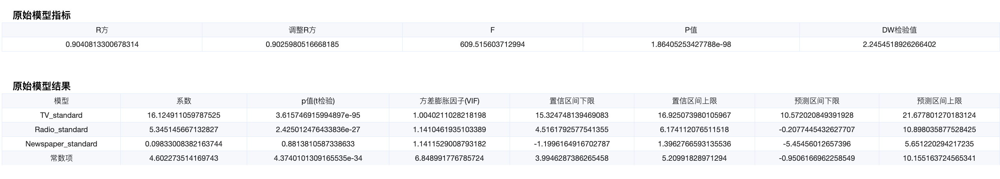 原始模型指标
R方 调整R方 F P值 DW检验值
0.9040813300678314 0.9025980516668185 609.515603712994 1.86405253427788e-98 2.2454518926266402
原始模型结果
模型 系数 p值(t检验) 方差膨胀因子(VIF) 置信区间下限 置信区间上限 预测区间下限 预测区间上限
TV_standard 16.124911059787525 3.615746915994897e-95 1.0040211028218198 15.324748139469083 16.925073980105967 10.572020849391928 21.677801270183124
Radio_standard 5.345145667132827 2.425012476433836e-27 1.1410461935103389 4.5161792577541355 6.174112076511518 -0.2077445432627707 10.898035877528425
Newspaper_standard 0.09833008382163744 0.8813810587338633 1.1411529008793182 -1.1996164916702787 1.3962766593135536 -5.45456012657396 5.651220294217235
常数项 4.602273514169743 4.3740101309165535e-34 6.848991776785724 3.9946287386265458 5.20991828971294 -0.9506166962258549 10.155163724565341